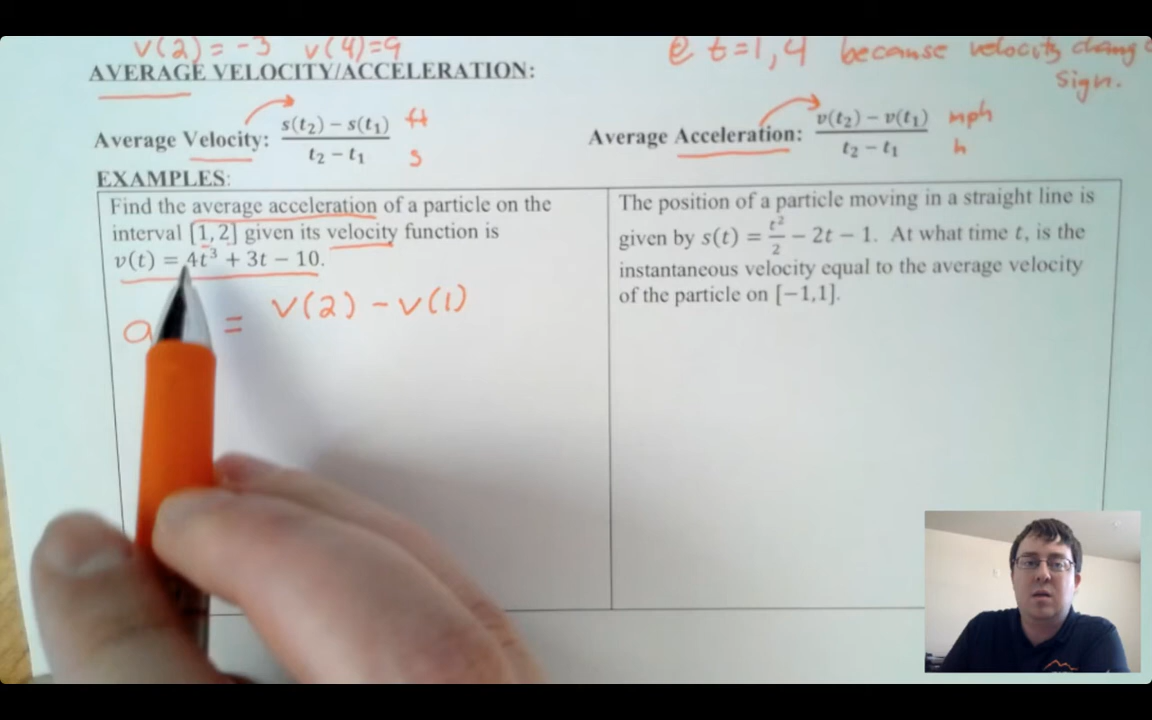 v(2) = -3 v(4)=9
@ t=1,4 because velocity chang
sign.
AVERAGE VELOCITY/ACCELERATION:
Average Velocity: s(t₂) − s(t₁) / t₂ − t₁ ft / s
Average Acceleration: v(t₂) − v(t₁) / t₂ − t₁ mph / h
EXAMPLES:
Find the average acceleration of a particle on the
interval [1, 2] given its velocity function is
v(t) = 4t³ + 3t − 10.
a = v(2) - v(1)
The position of a particle moving in a straight line is
given by s(t) = t²/2 − 2t − 1. At what time t, is the
instantaneous velocity equal to the average velocity
of the particle on [−1,1].